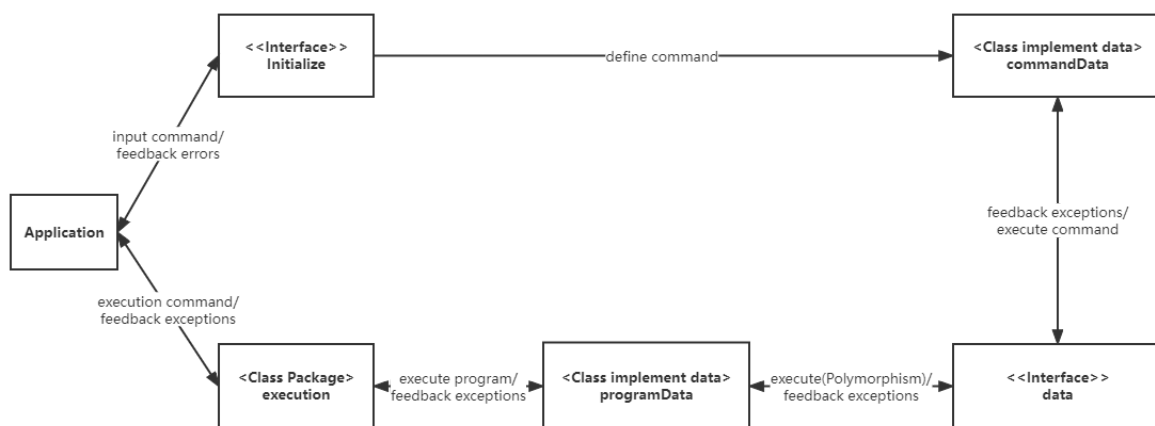 <<Interface>>
Initialize
define command
<Class implement data>
commandData
input command/
feedback errors
Application
feedback exceptions/
execute command
execution command/
feedback exceptions
<Class Package>
execution
execute program/
feedback exceptions
<Class implement data>
programData
execute(Polymorphism)/
feedback exceptions
<<Interface>>
data